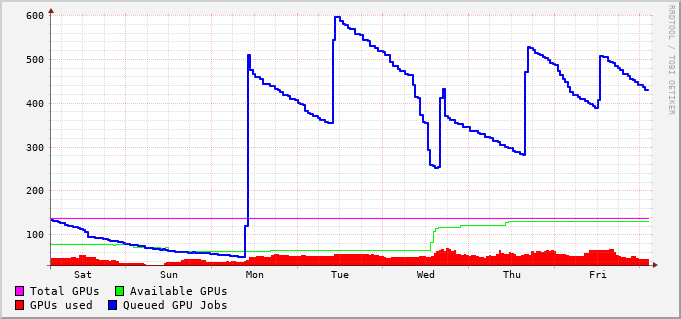 600
500
400
300
200
100
Sat Sun Mon Tue Wed Thu Fri
Total GPUs Available GPUs
GPUs used Queued GPU Jobs
RRDTOOL / TOBI OETIKER